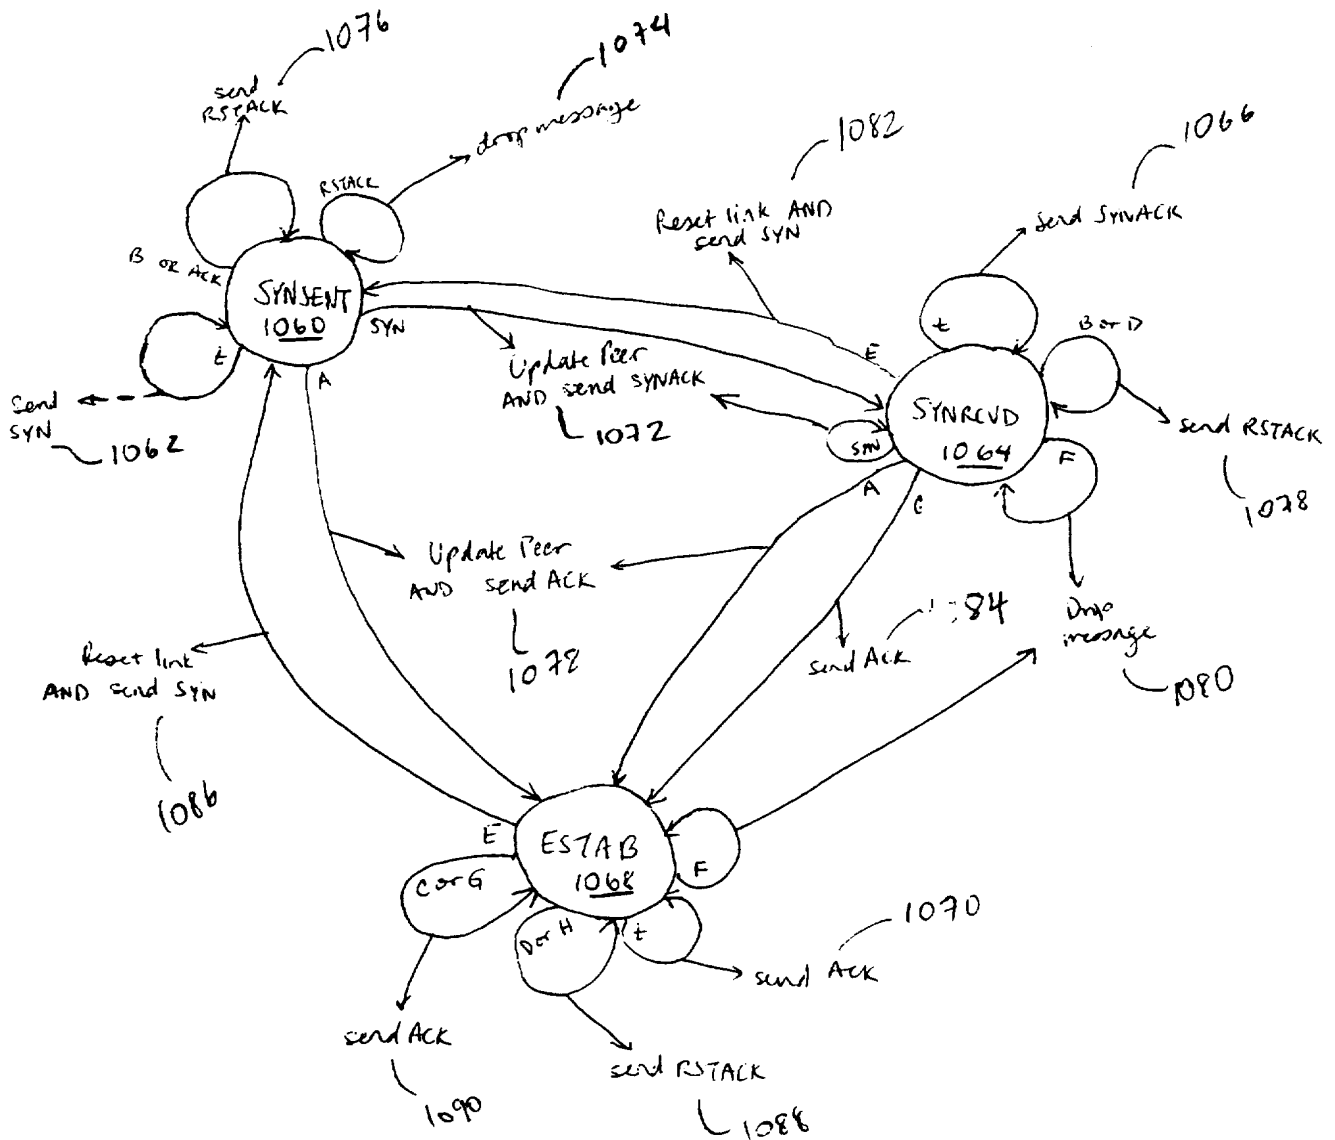 1076
1074
send
RSTACK
drop message
1082
1066
RSTACK
Reset link AND
send SYN
send SYNACK
B OR ACK
SYNSENT
1060
SYN
t
B or D
t
E
Update Peer
AND send SYNACK
1072
A
Send
SYN
1062
SYNRCVD
1064
SYN
send RSTACK
1078
F
A
C
Update Peer
AND send ACK
1072
84
send Ack
Drop
message
1080
Reset link
AND send SYN
1086
E
ESTAB
1068
F
C or G
D or H
t
1070
send Ack
send ACK
1090
send RSTACK
1088